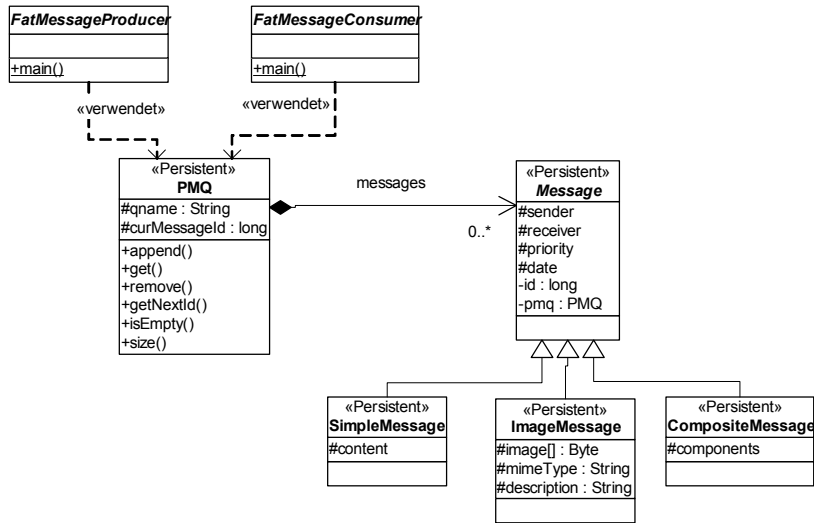 FatMessageProducer
+main()
FatMessageConsumer
+main()
«verwendet»
«verwendet»
«Persistent»
PMQ
#qname : String
#curMessageId : long
+append()
+get()
+remove()
+getNextId()
+isEmpty()
+size()
messages
0..*
«Persistent»
Message
#sender
#receiver
#priority
#date
-id : long
-pmq : PMQ
«Persistent»
SimpleMessage
#content
«Persistent»
ImageMessage
#image[] : Byte
#mimeType : String
#description : String
«Persistent»
CompositeMessage
#components